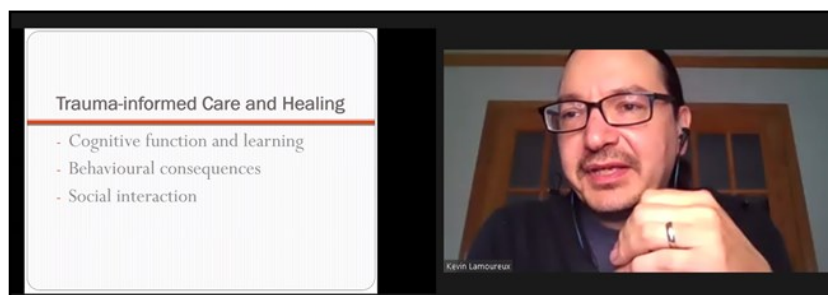 Trauma-informed Care and Healing
- Cognitive function and learning
- Behavioural consequences
- Social interaction
Kevin Lamoureux